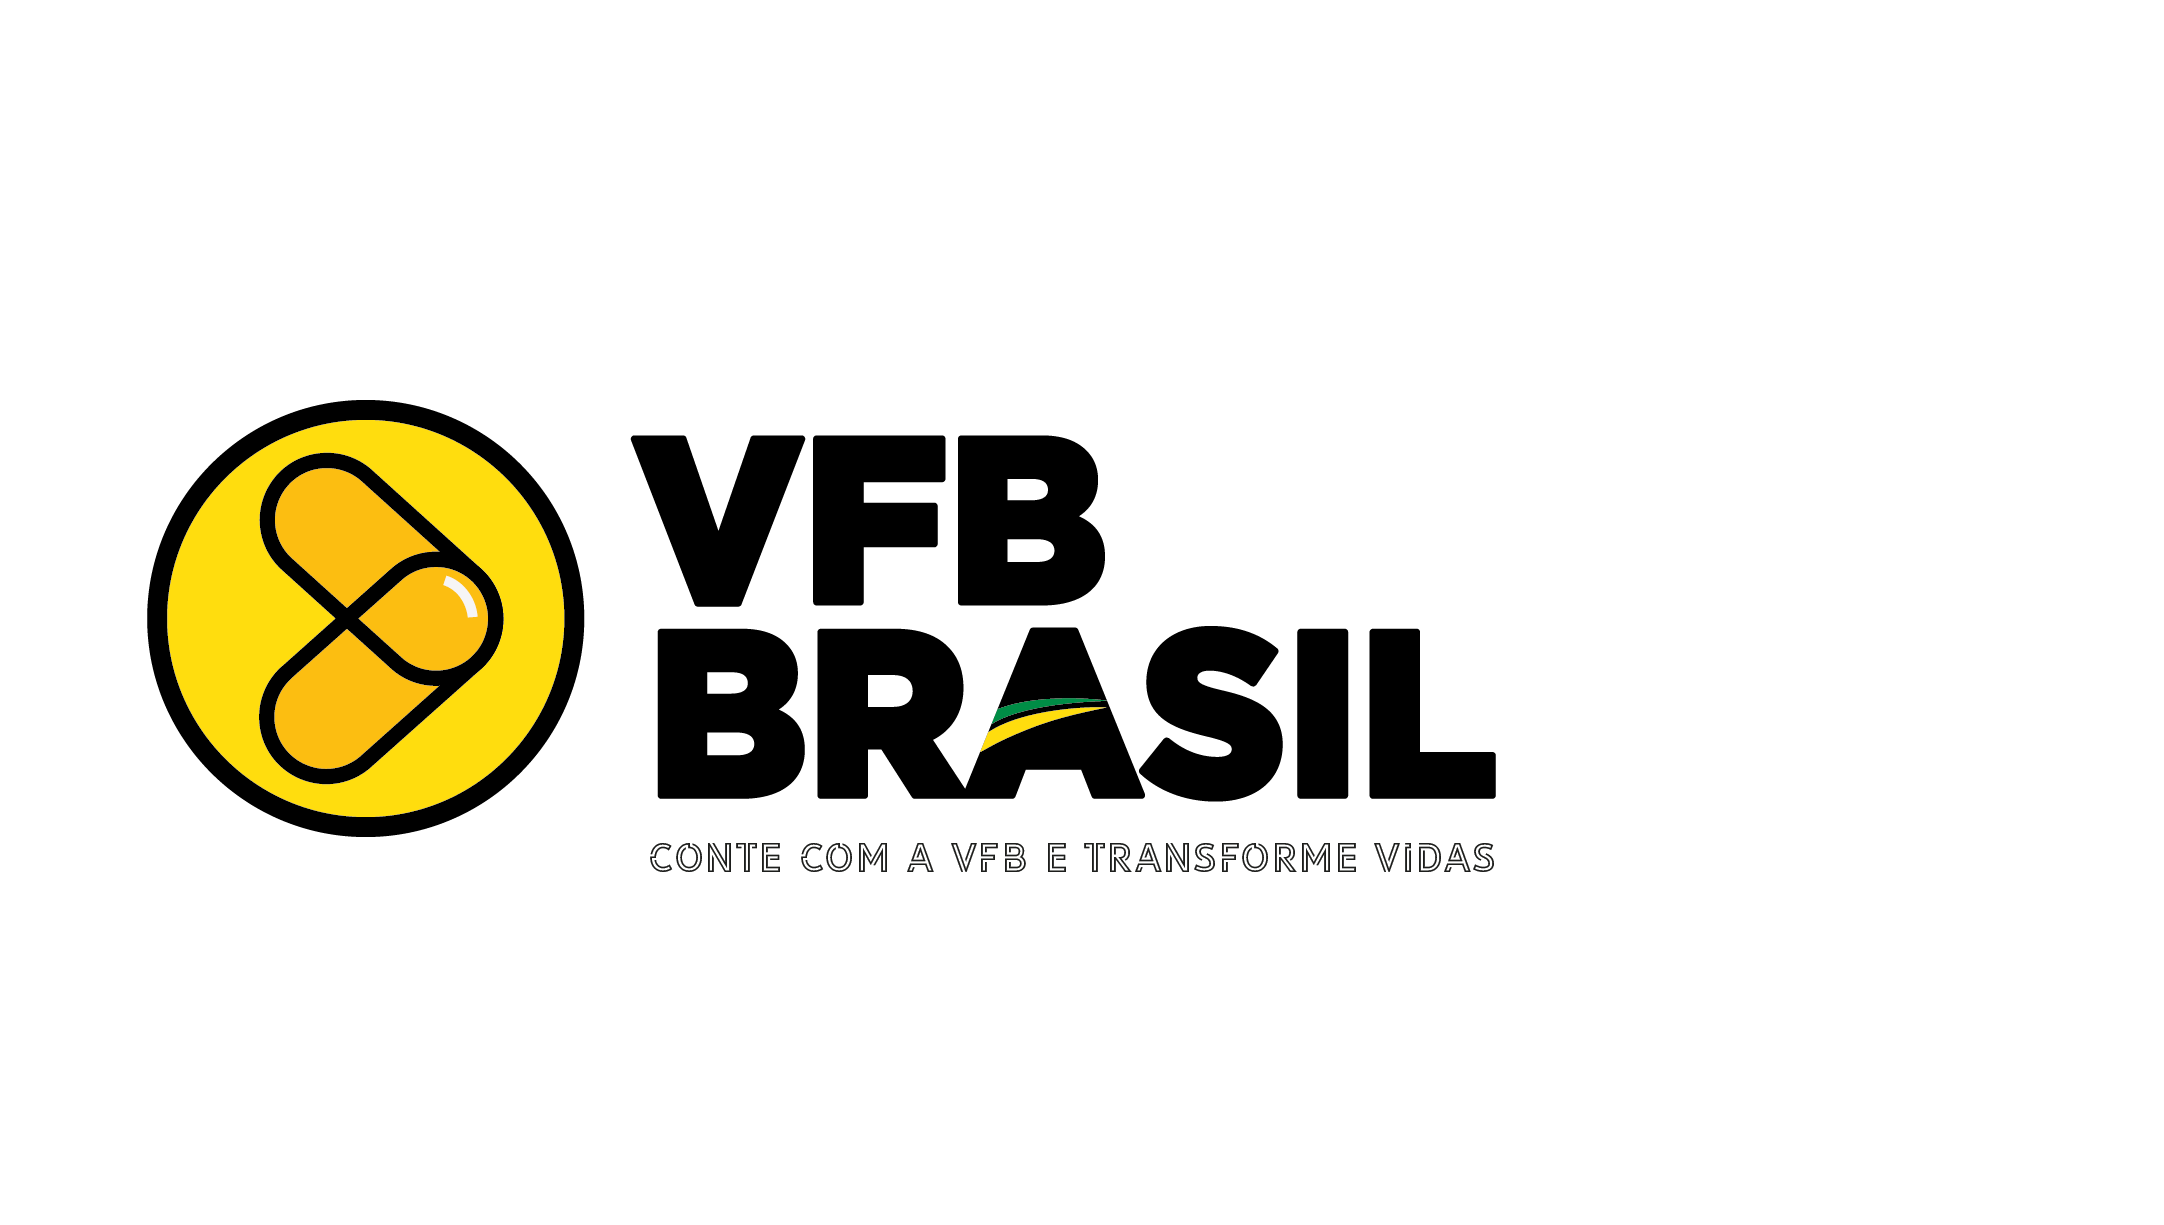 VFB
BRASIL
CONTE COM A VFB E TRANSFORME VIDAS